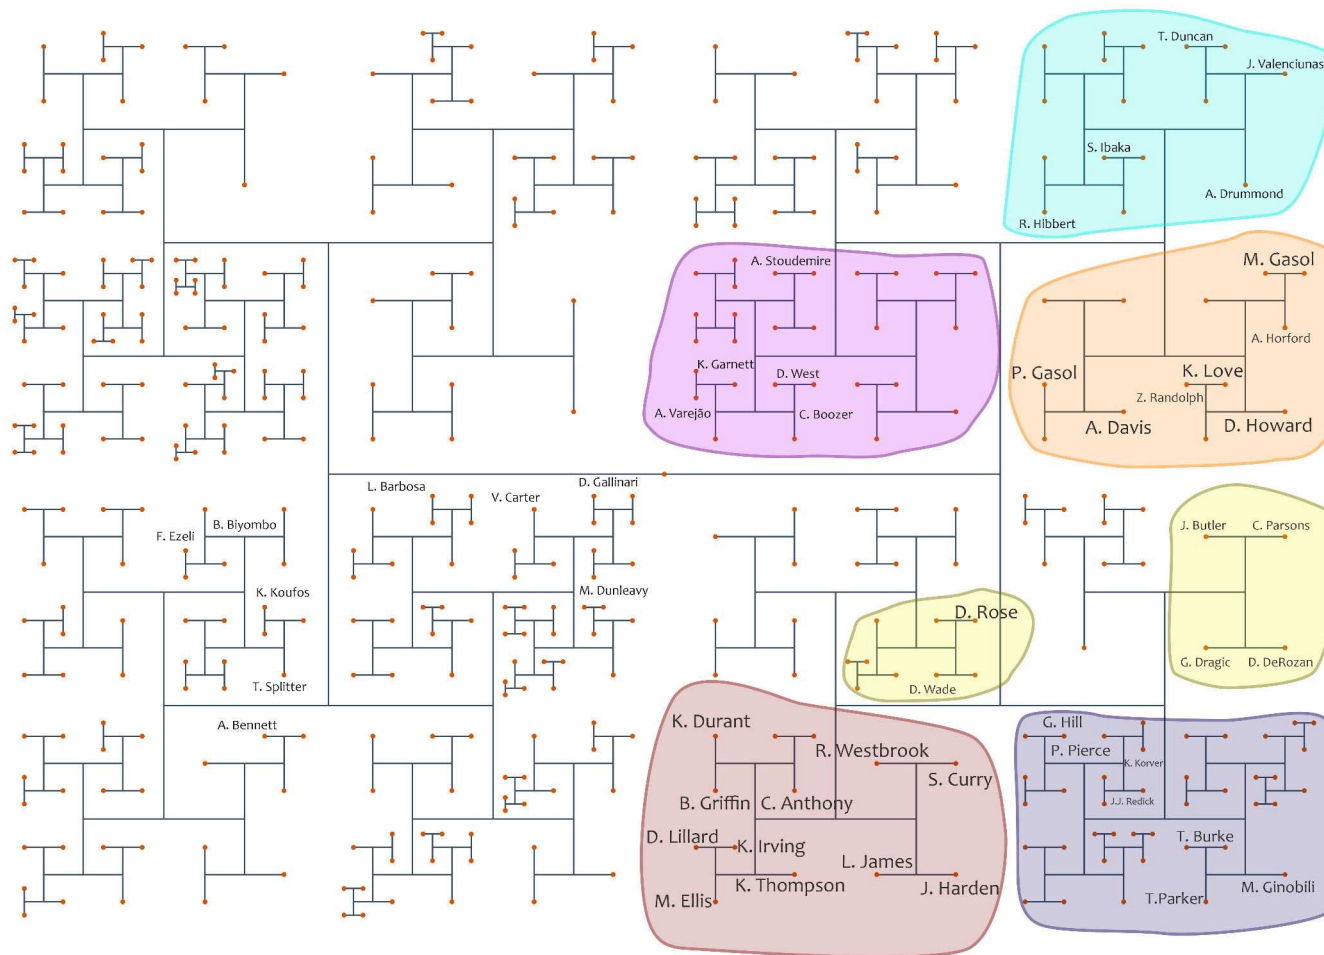 T. Duncan
J. Valenciunas
S. Ibaka
A. Drummond
R. Hibbert
A. Stoudemire
M. Gasol
A. Horford
K. Garnett
D. West
P. Gasol
K. Love
Z. Randolph
A. Varejão
C. Boozer
A. Davis
D. Howard
L. Barbosa
V. Carter
D. Gallinari
B. Biyombo
F. Ezeli
J. Butler
C. Parsons
K. Koufos
M. Dunleavy
D. Rose
T. Splitter
D. Wade
G. Dragic
D. DeRozan
A. Bennett
K. Durant
R. Westbrook
S. Curry
G. Hill
P. Pierce
K. Korver
B. Griffin
C. Anthony
J.J. Redick
D. Lillard
K. Irving
T. Burke
L. James
K. Thompson
J. Harden
M. Ginobili
M. Ellis
T.Parker